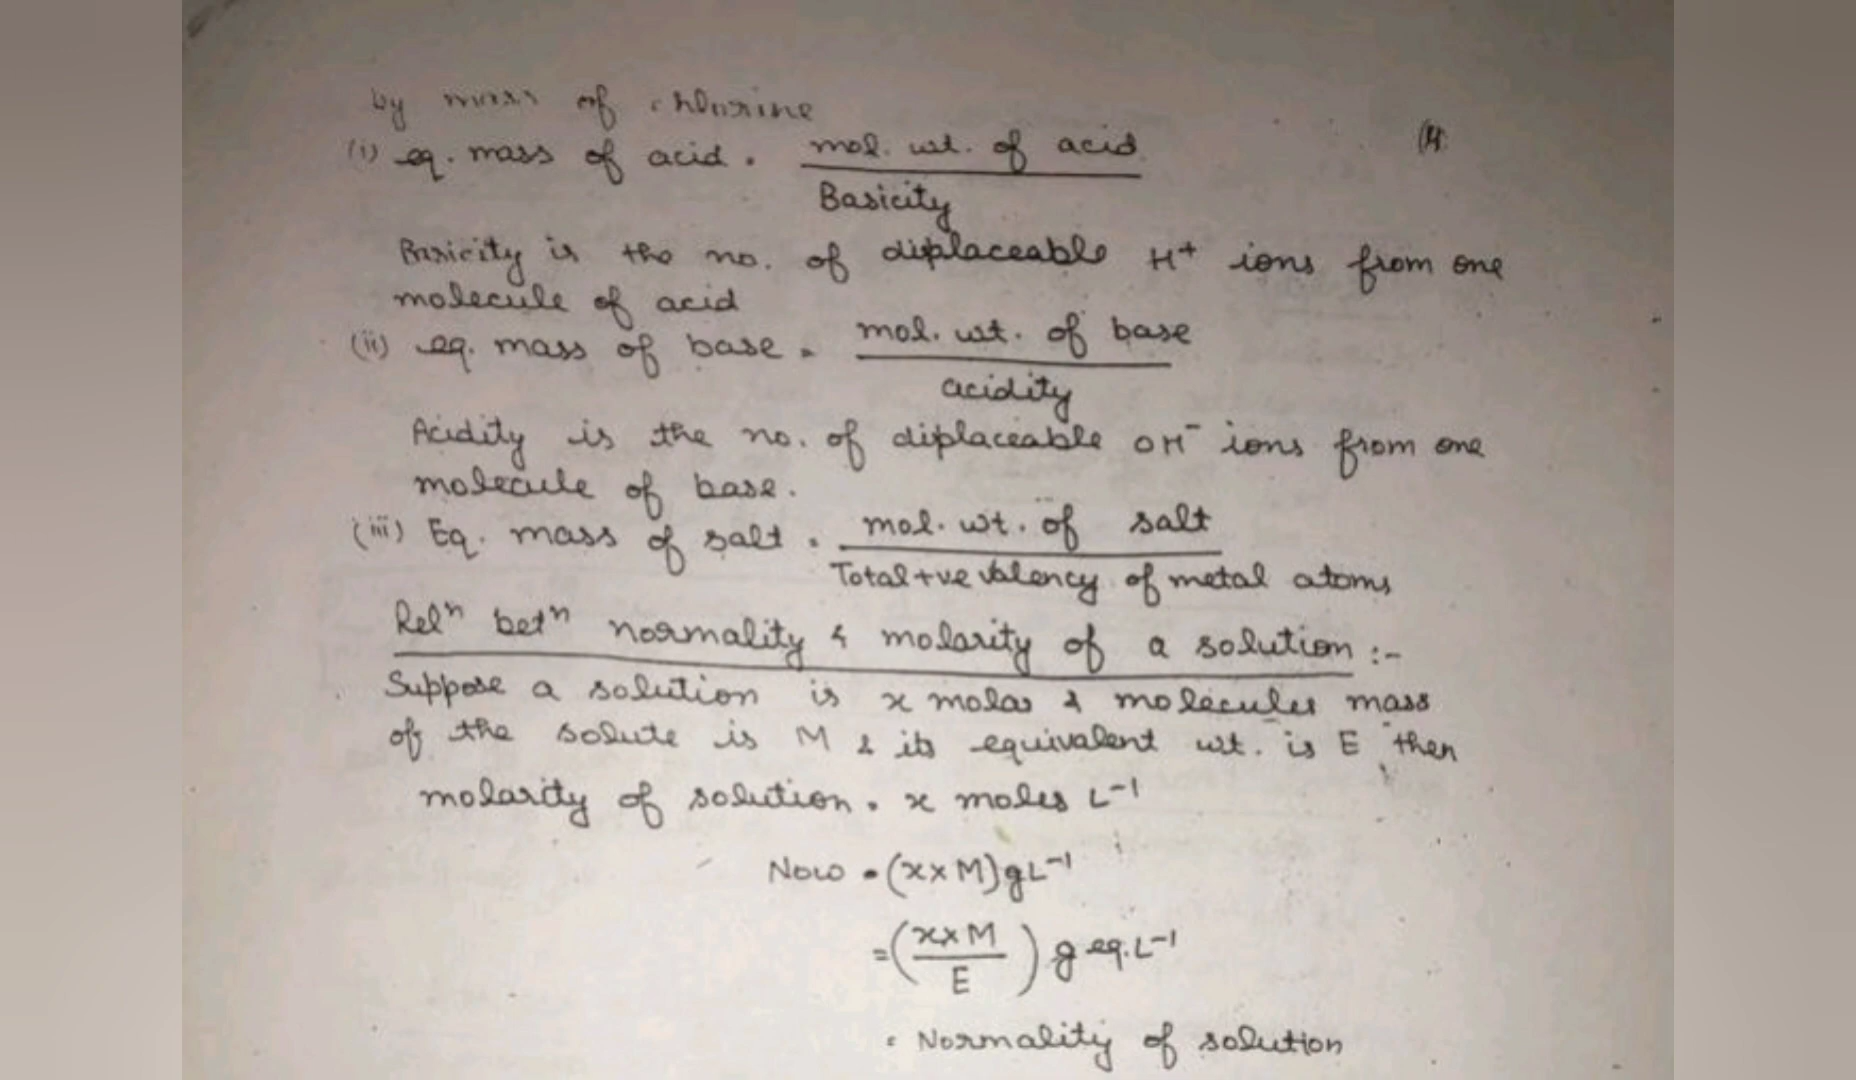 by mass of chlorine
(i) eq. mass of acid = mol. wt. of acid
Basicity
Basicity is the no. of diplaceable H⁺ ions from one
molecule of acid
(ii) eq. mass of base = mol. wt. of base
acidity
Acidity is the no. of diplaceable OH⁻ ions from one
molecule of base.
(iii) Eq. mass of salt = mol. wt. of salt
Total +ve valency of metal atoms
Relⁿ betⁿ normality & molarity of a solution :-
Suppose a solution is x molar & molecular mass
of the solute is M & its equivalent wt. is E then
molarity of solution = x moles L⁻¹
Now = (x×M) g L⁻¹
= (x×M / E) g eq. L⁻¹
= Normality of solution